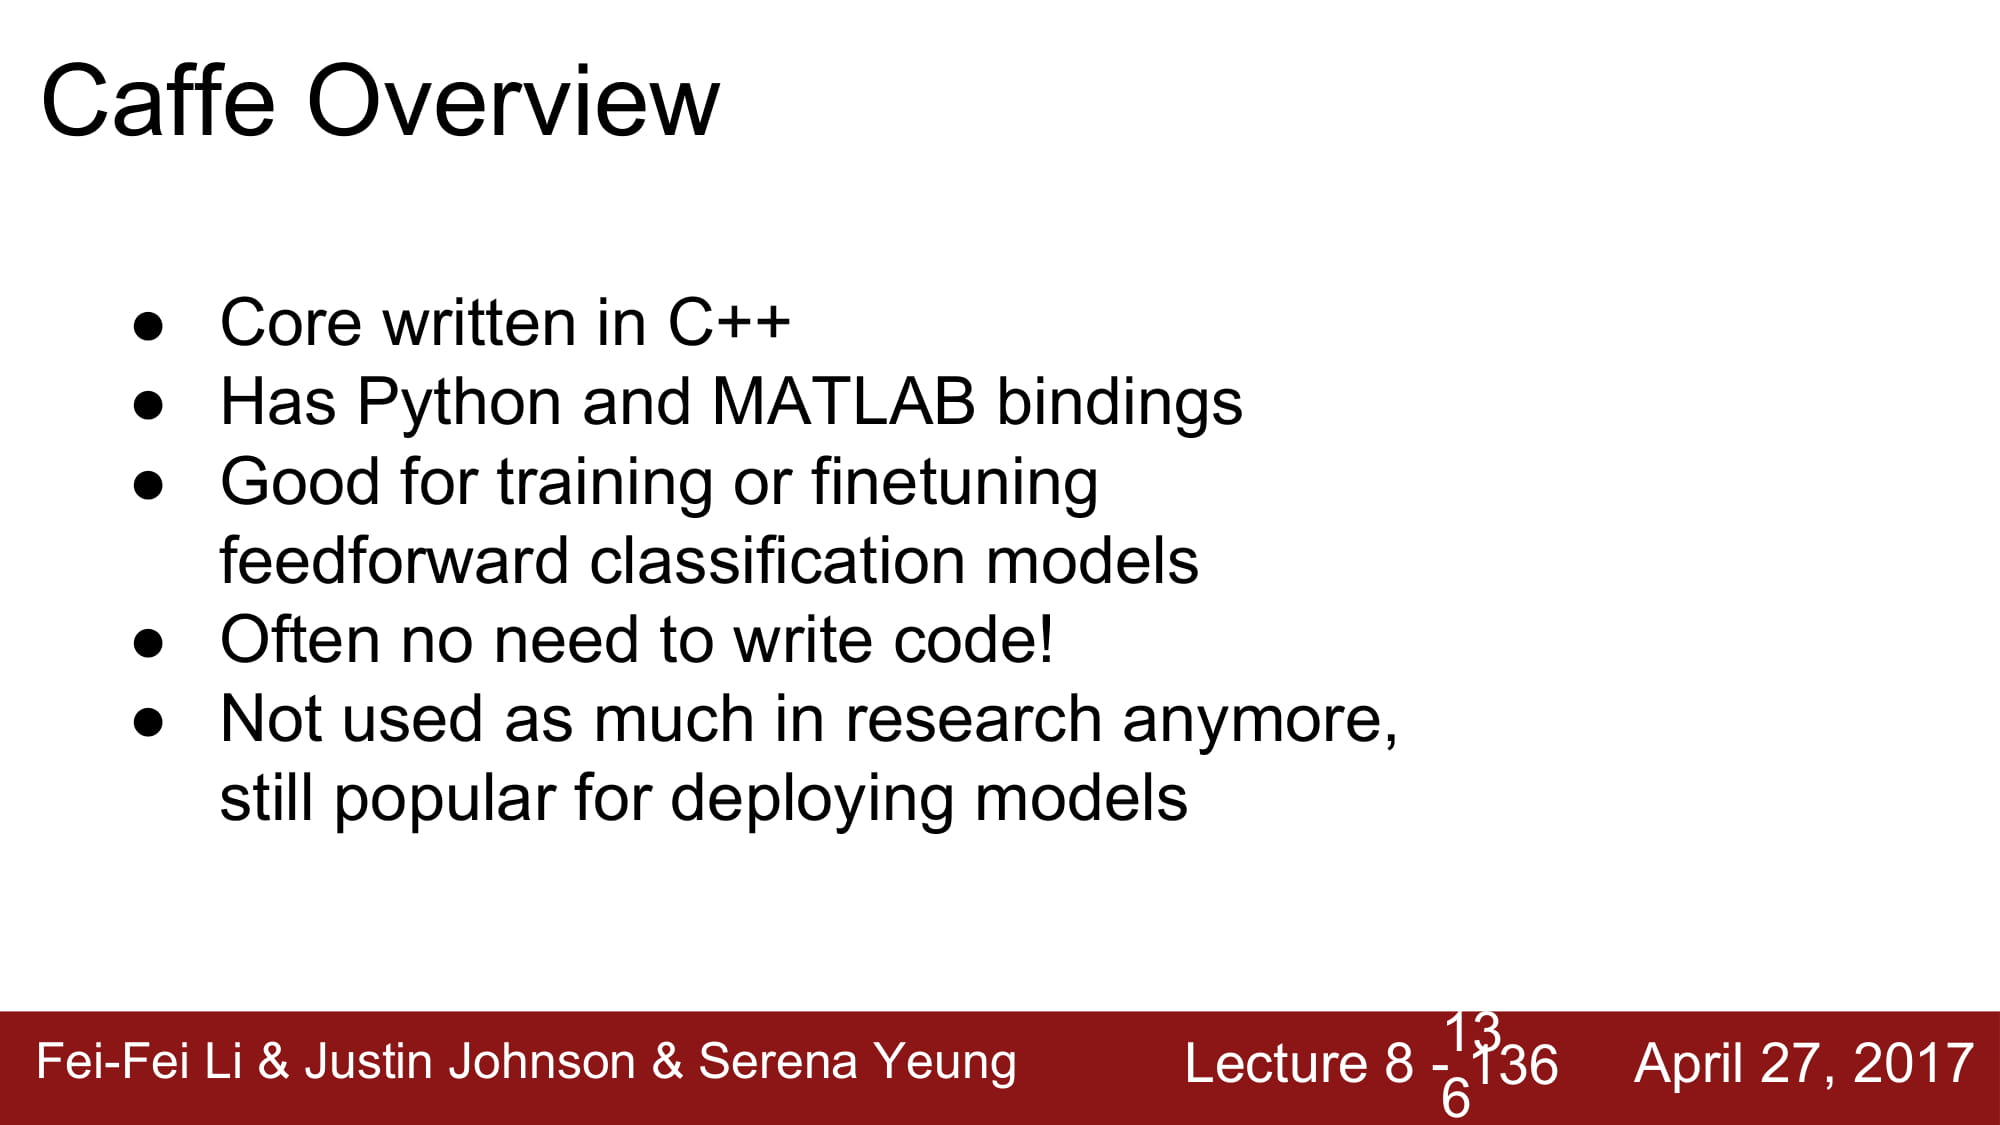 Caffe Overview
● Core written in C++
● Has Python and MATLAB bindings
● Good for training or finetuning
feedforward classification models
● Often no need to write code!
● Not used as much in research anymore,
still popular for deploying models
Fei-Fei Li & Justin Johnson & Serena Yeung
Lecture 8 - 136
13
6
April 27, 2017